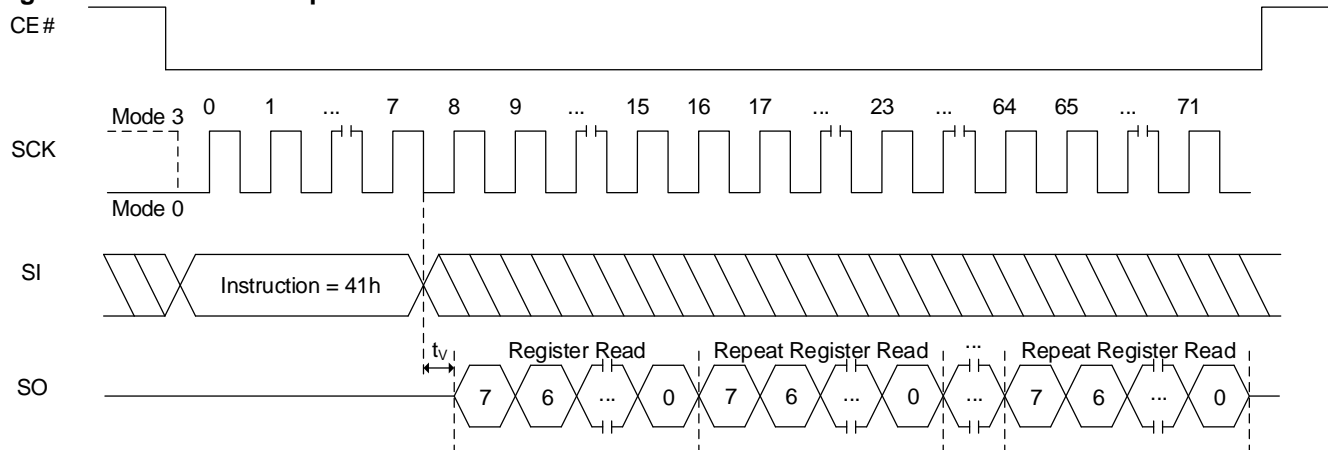 CE#
0 1 ... 7 8 9 ... 15 16 17 ... 23 ... 64 65 ... 71
Mode 3
SCK
Mode 0
SI
Instruction = 41h
tV
Register Read Repeat Register Read ... Repeat Register Read
SO
7 6 ... 0 7 6 ... 0 ... 7 6 ... 0